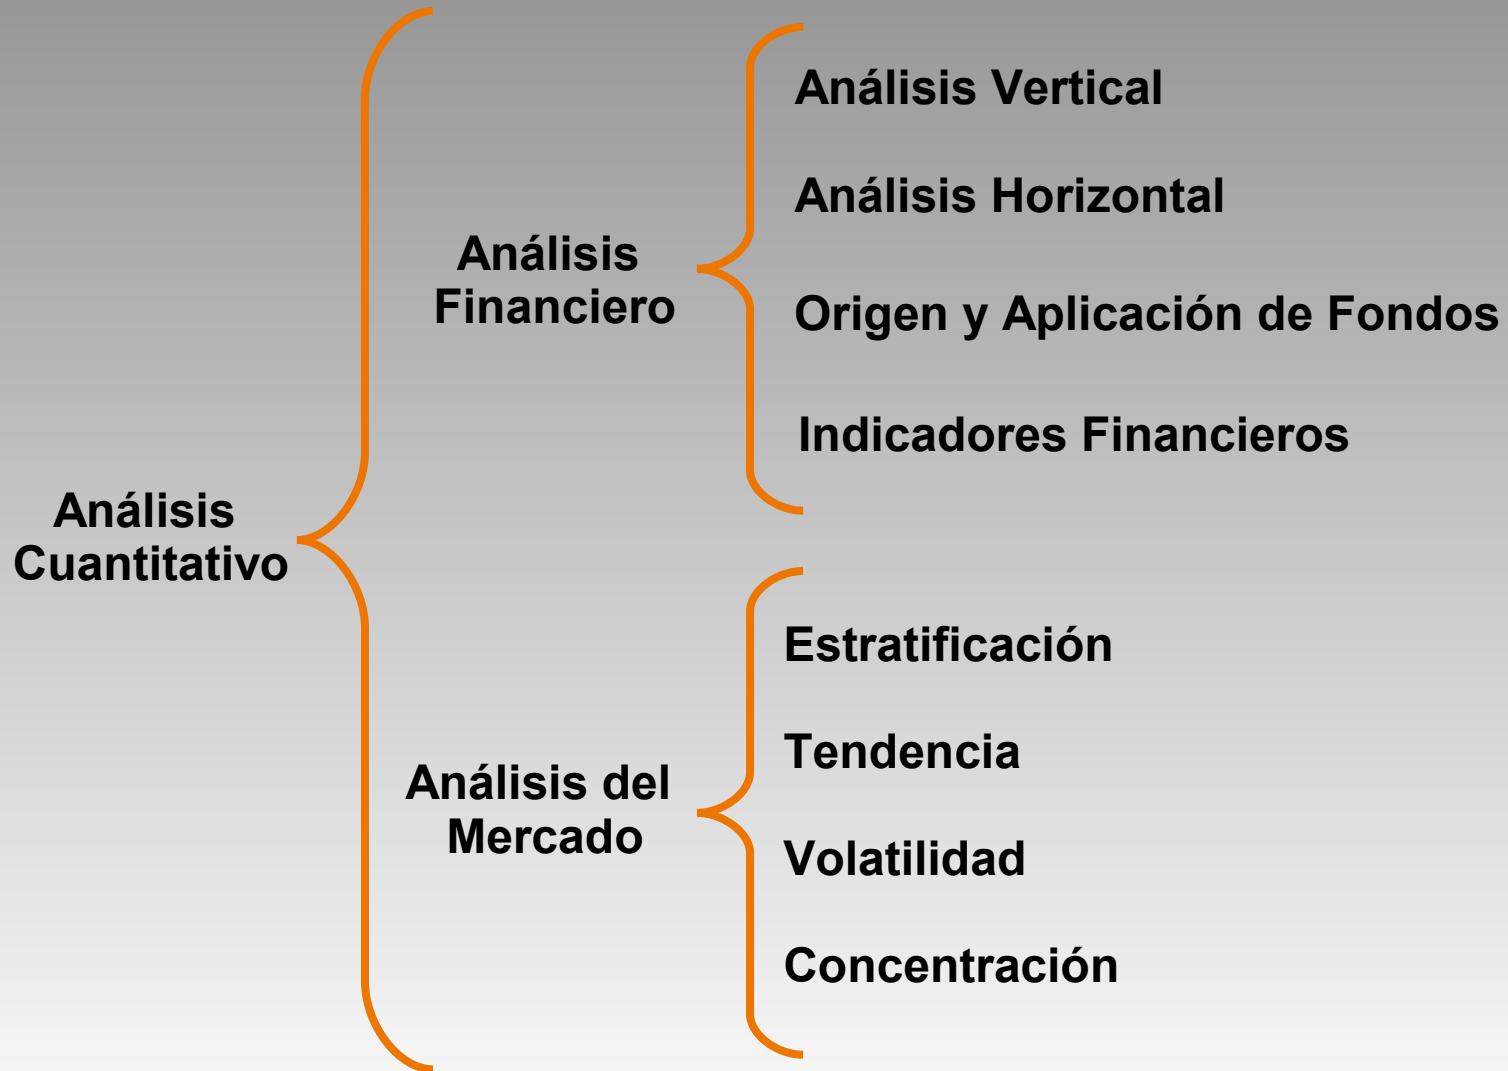 Análisis
Cuantitativo
Análisis
Financiero
Análisis Vertical
Análisis Horizontal
Origen y Aplicación de Fondos
Indicadores Financieros
Análisis del
Mercado
Estratificación
Tendencia
Volatilidad
Concentración